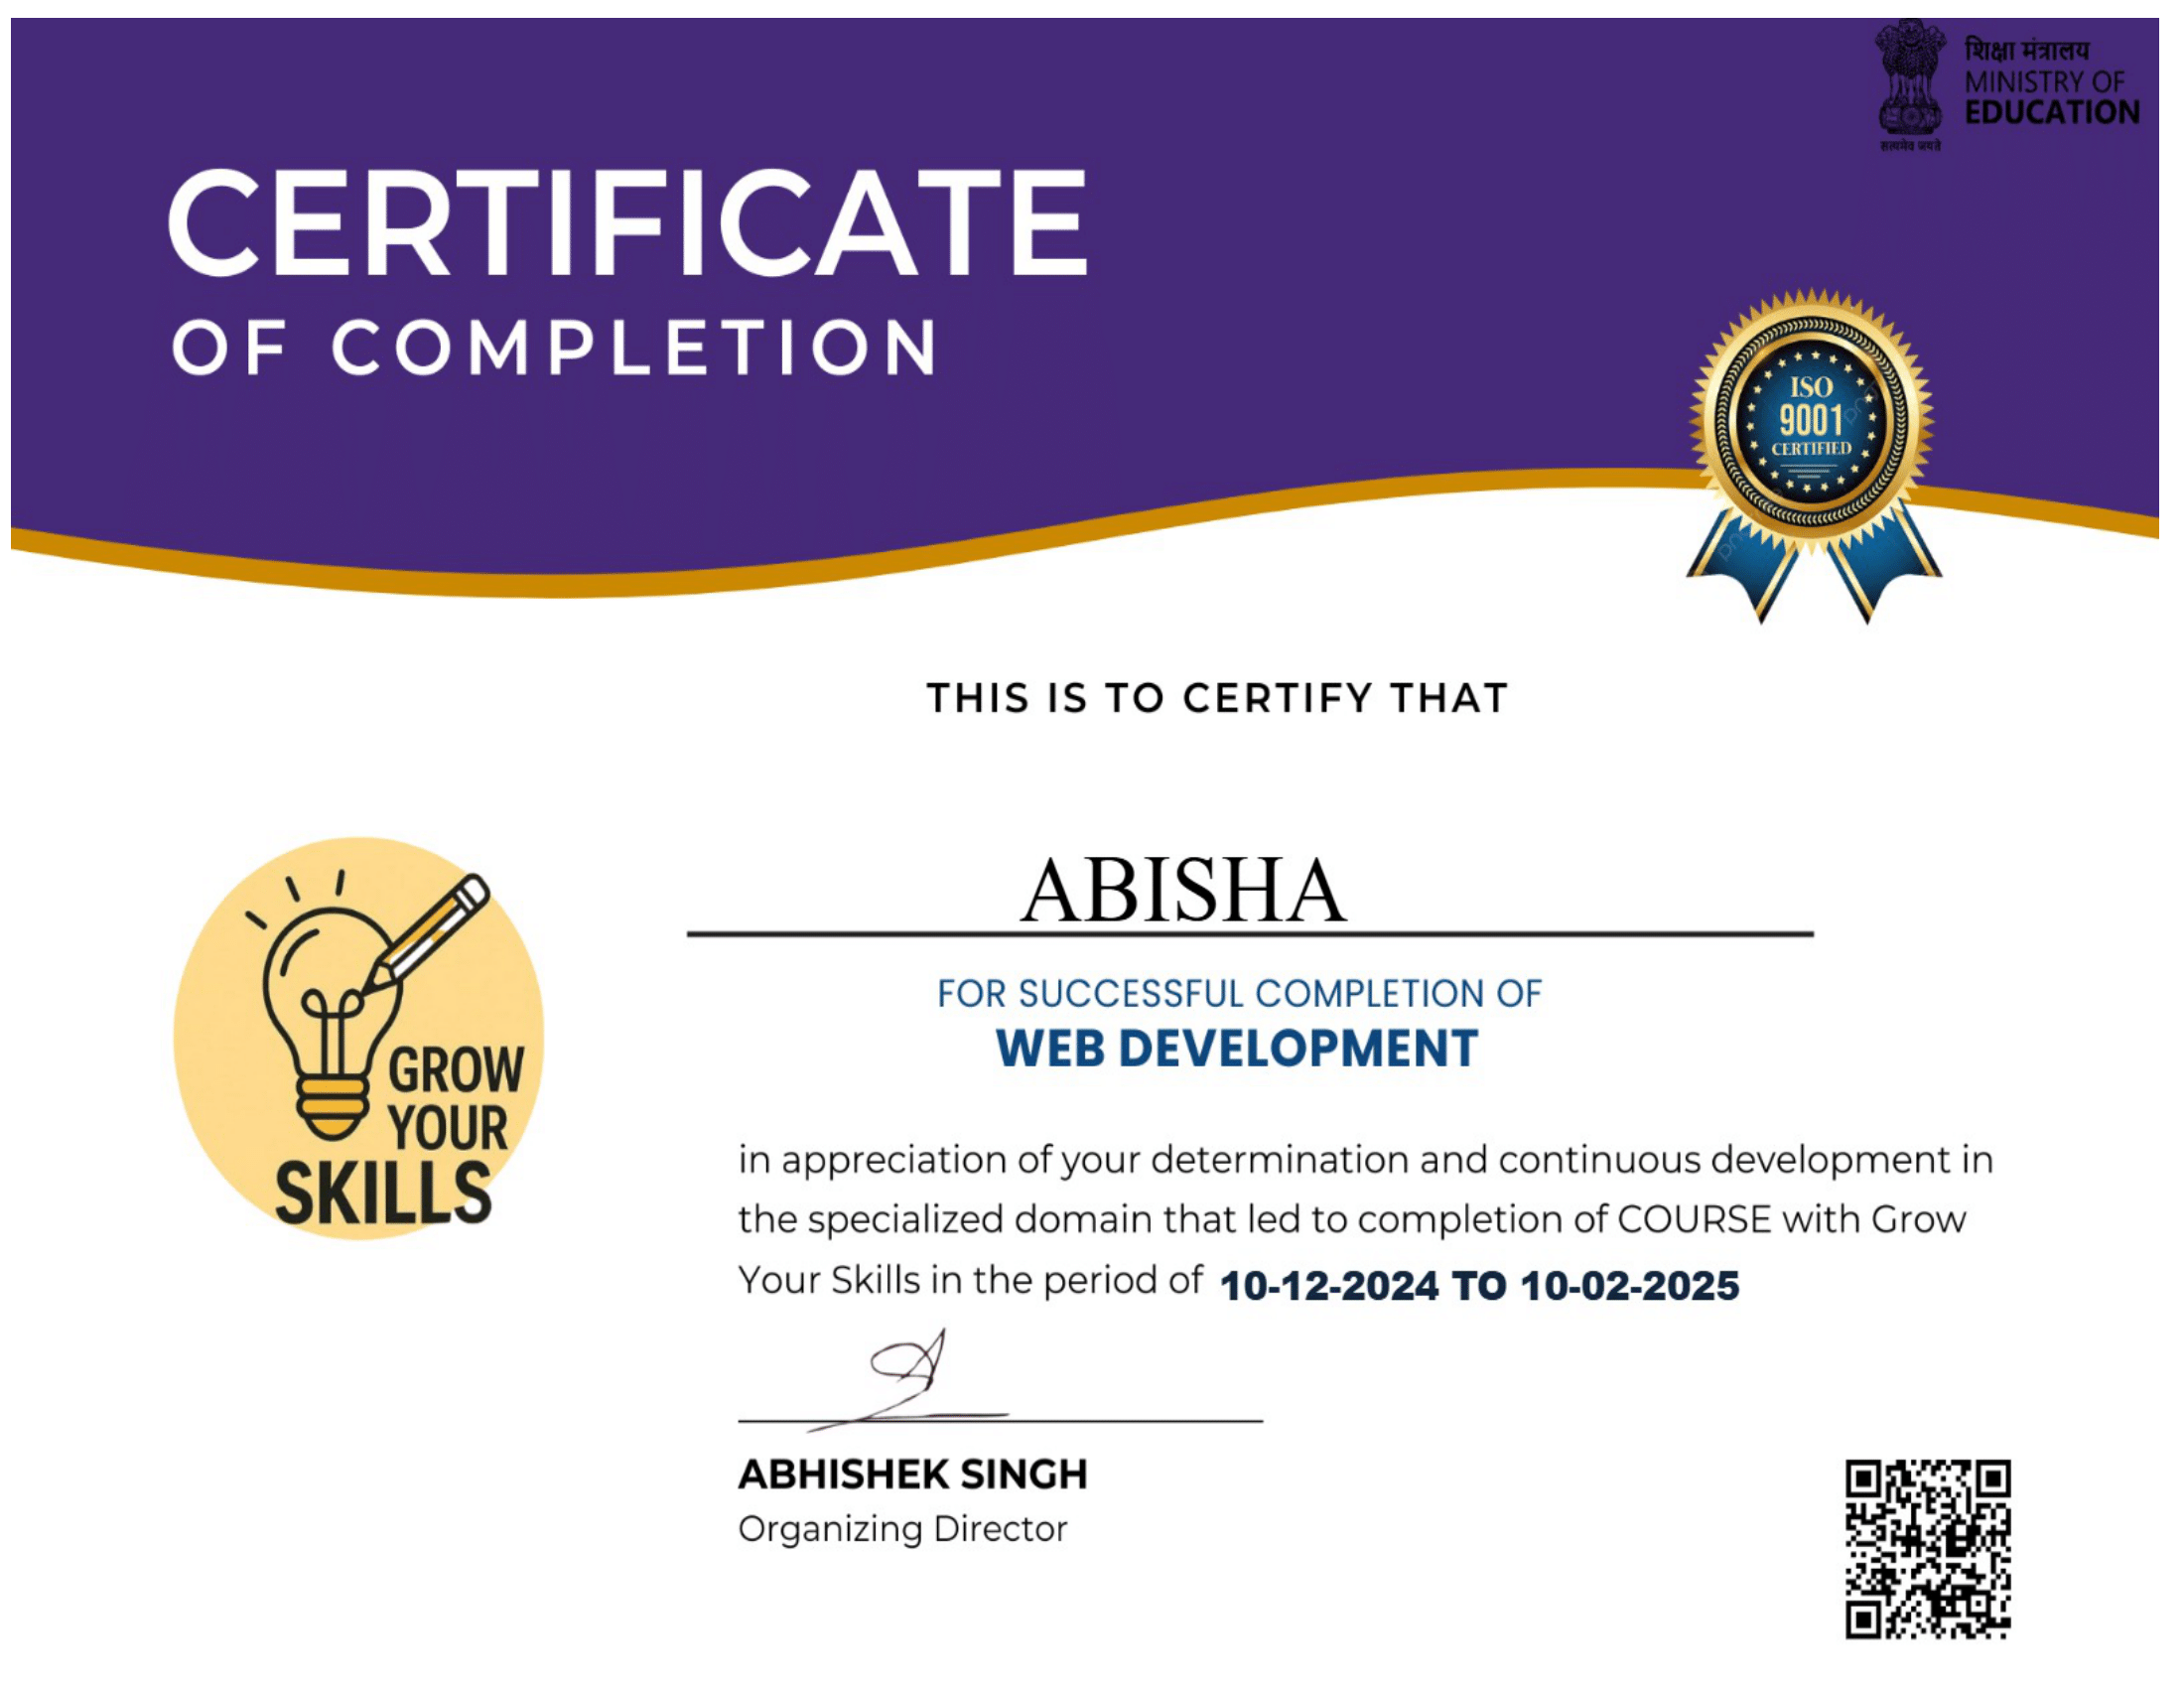 शिक्षा मंत्रालय
MINISTRY OF
EDUCATION
सत्यमेव जयते
CERTIFICATE
OF COMPLETION
ISO
9001
CERTIFIED
THIS IS TO CERTIFY THAT
ABISHA
FOR SUCCESSFUL COMPLETION OF
WEB DEVELOPMENT
GROW
YOUR
SKILLS
in appreciation of your determination and continuous development in
the specialized domain that led to completion of COURSE with Grow
Your Skills in the period of 10-12-2024 TO 10-02-2025
ABHISHEK SINGH
Organizing Director